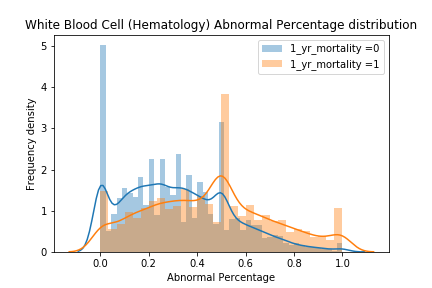 White Blood Cell (Hematology) Abnormal Percentage distribution
1_yr_mortality =0
1_yr_mortality =1
Frequency density
5
4
3
2
1
0
0.0 0.2 0.4 0.6 0.8 1.0
Abnormal Percentage